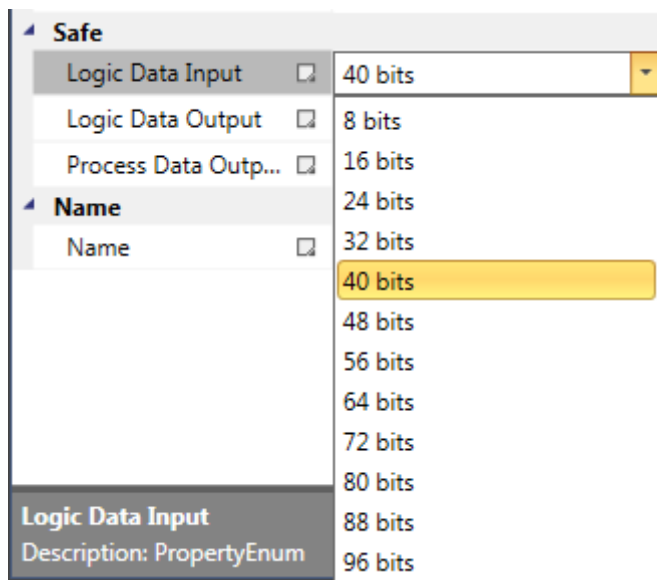 Safe
Logic Data Input 40 bits
Logic Data Output 8 bits
Process Data Outp... 16 bits
Name 24 bits
Name 32 bits
40 bits
48 bits
56 bits
64 bits
72 bits
80 bits
Logic Data Input 88 bits
Description: PropertyEnum 96 bits